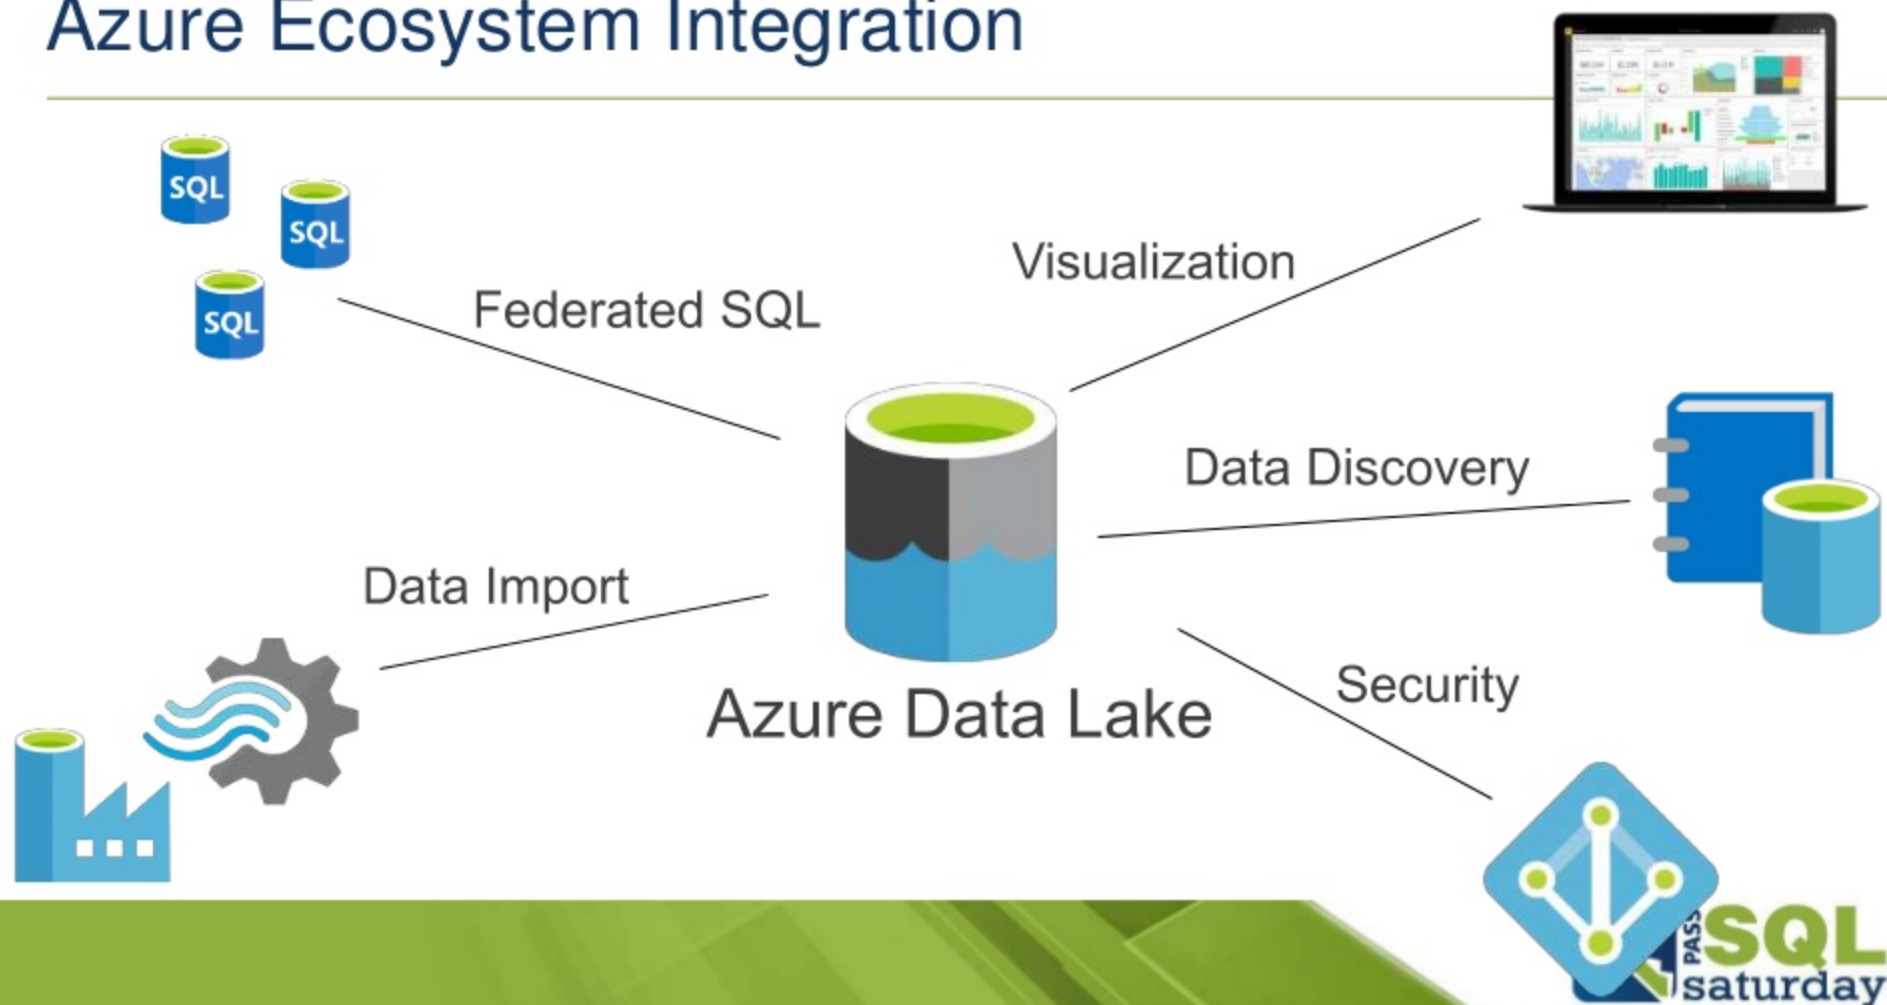 Azure Ecosystem Integration
SQL
SQL
SQL
Federated SQL
Visualization
Data Discovery
Data Import
Azure Data Lake
Security
PASS
SQL
saturday